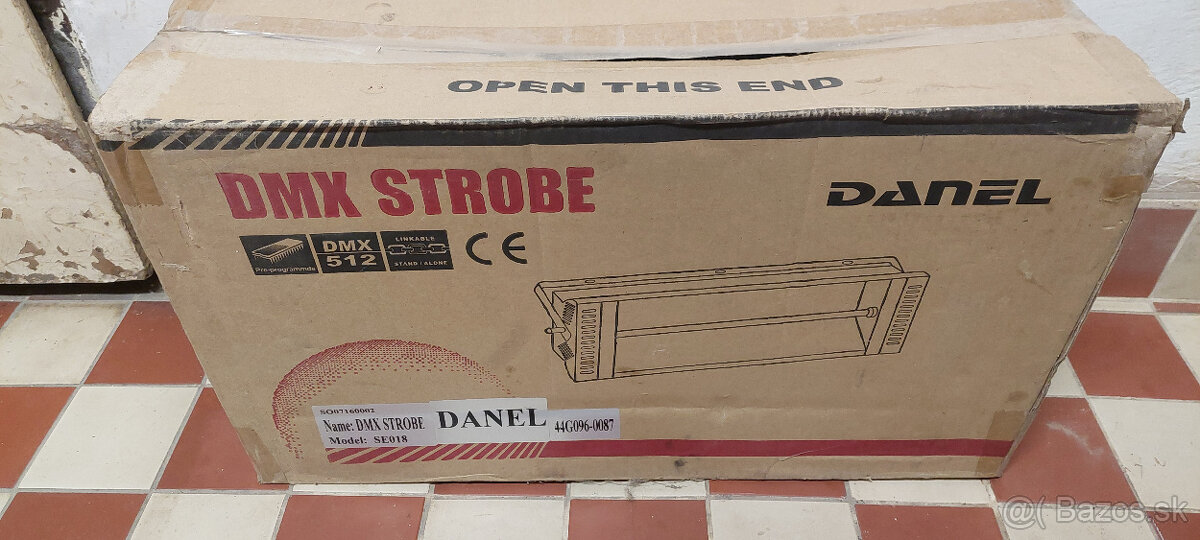 OPEN THIS END
DMX STROBE
DANEL
Pre-programmde
DMX
512
LINKABLE
STAND / ALONE
CE
SO07160002
Name: DMX STROBE
Model: SE018
DANEL
44G096-0087
@( Bazos.sk